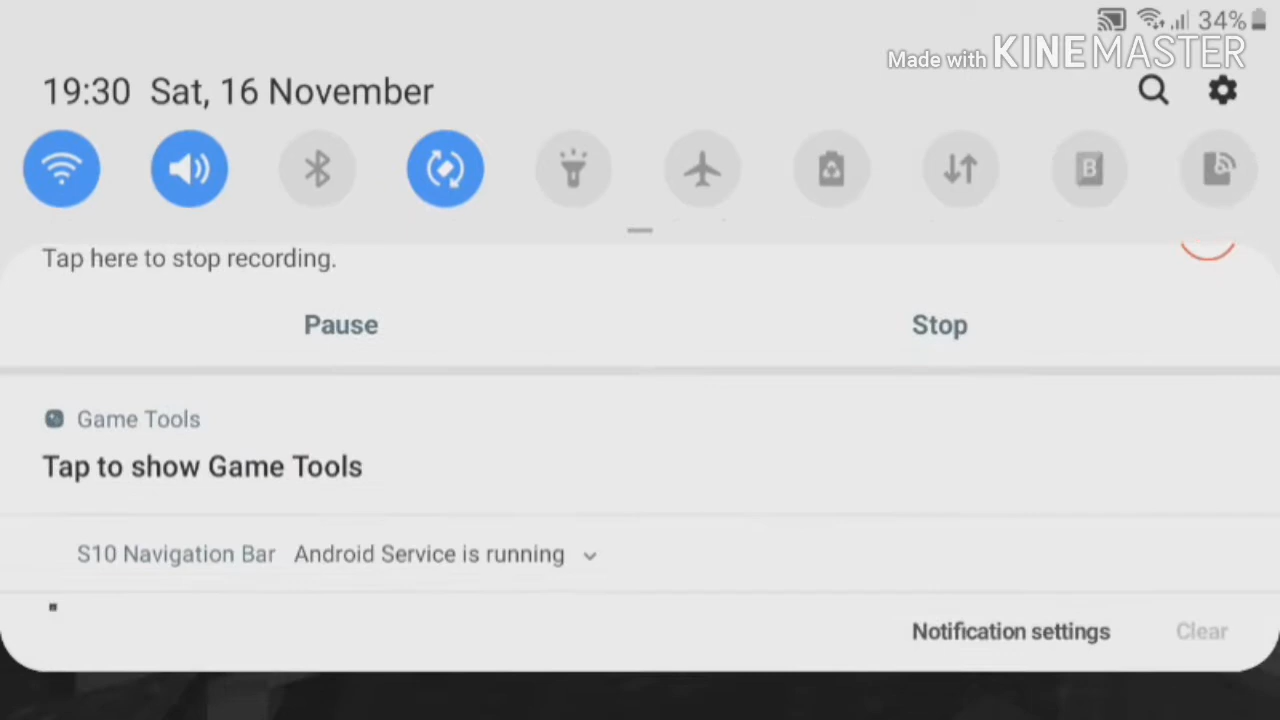 34%
Made with KINEMASTER
19:30 Sat, 16 November
B
Tap here to stop recording.
Pause Stop
Game Tools
Tap to show Game Tools
S10 Navigation Bar Android Service is running
Notification settings Clear